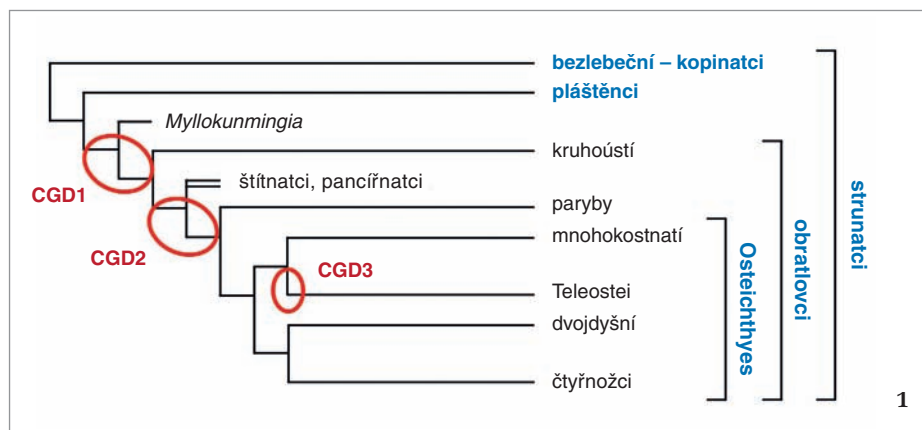 bezlebeční – kopinatci
pláštěnci
Myllokunmingia
kruhoústí
CGD1
štítnatci, pancířnatci
paryby
CGD2
mnohokostnatí
CGD3
Teleostei
dvojdyšní
čtyřnožci
Osteichthyes
obratlovci
strunatci
1